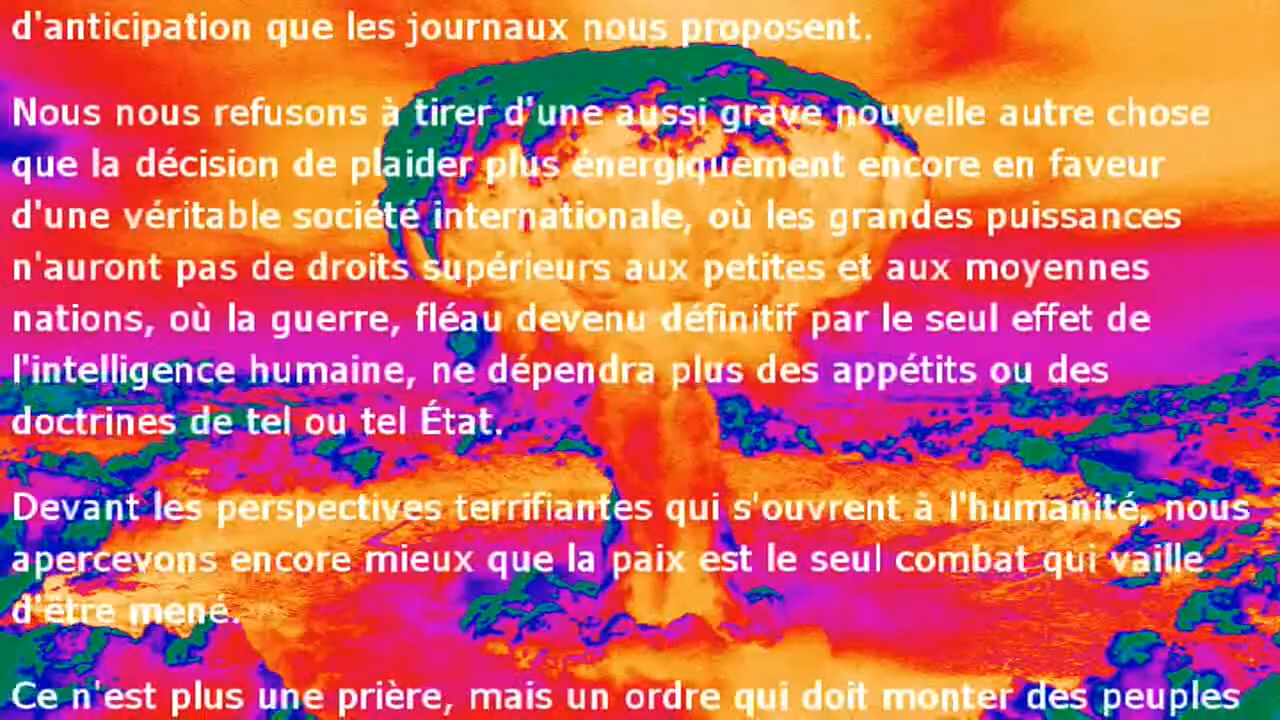 d'anticipation que les journaux nous proposent.
Nous nous refusons à tirer d'une aussi grave nouvelle autre chose
que la décision de plaider plus énergiquement encore en faveur
d'une véritable société internationale, où les grandes puissances
n'auront pas de droits supérieurs aux petites et aux moyennes
nations, où la guerre, fléau devenu définitif par le seul effet de
l'intelligence humaine, ne dépendra plus des appétits ou des
doctrines de tel ou tel État.
Devant les perspectives terrifiantes qui s'ouvrent à l'humanité, nous
apercevons encore mieux que la paix est le seul combat qui vaille
d'être mené.
Ce n'est plus une prière, mais un ordre qui doit monter des peuples